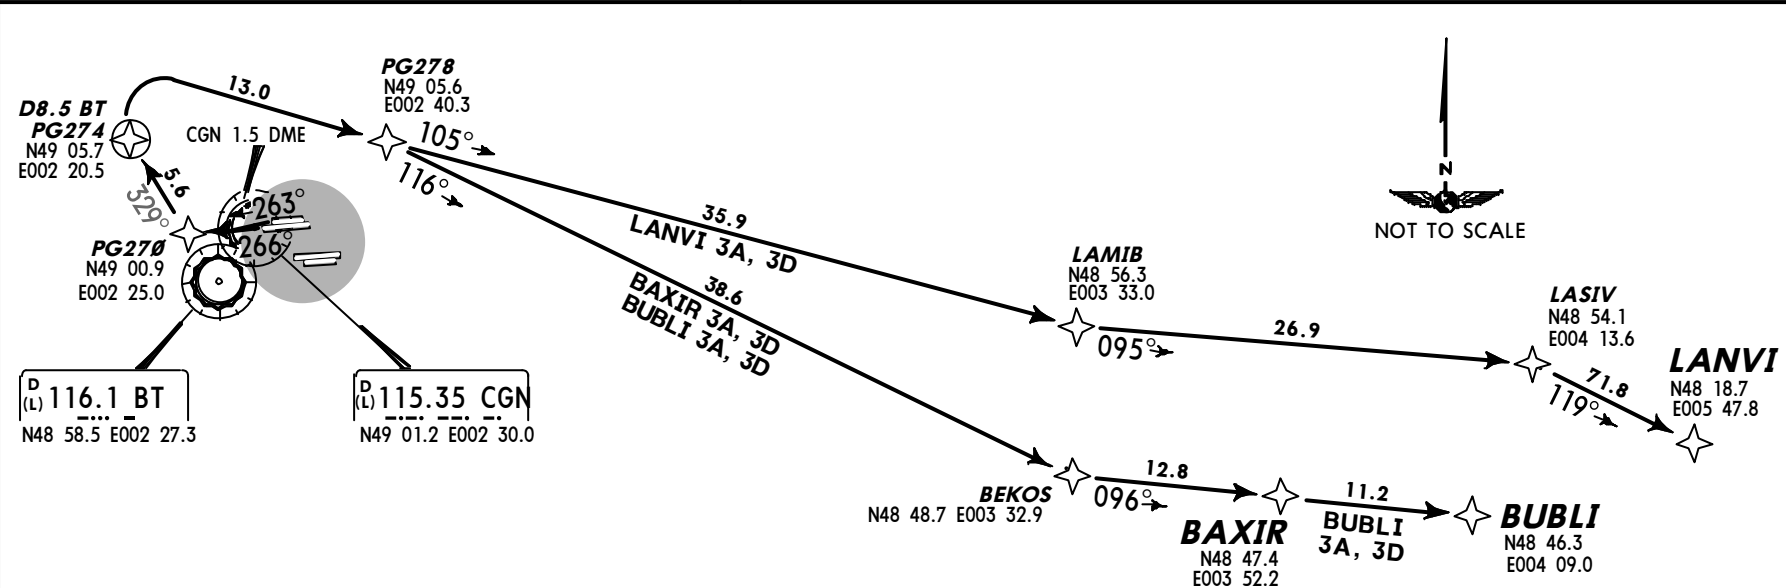 D8.5 BT
PG274
N49 05.7
E002 20.5
13.0
PG278
N49 05.6
E002 40.3
105°
116°
CGN 1.5 DME
5.6
329°
263°
266°
PG270
N49 00.9
E002 25.0
D
(L) 116.1 BT
N48 58.5 E002 27.3
D
(L) 115.35 CGN
N49 01.2 E002 30.0
35.9
LANVI 3A, 3D
38.6
BAXIR 3A, 3D
BUBLI 3A, 3D
N
NOT TO SCALE
LAMIB
N48 56.3
E003 33.0
095°
26.9
LASIV
N48 54.1
E004 13.6
71.8
119°
LANVI
N48 18.7
E005 47.8
BEKOS
N48 48.7 E003 32.9
12.8
096°
BAXIR
N48 47.4
E003 52.2
11.2
BUBLI
3A, 3D
BUBLI
N48 46.3
E004 09.0